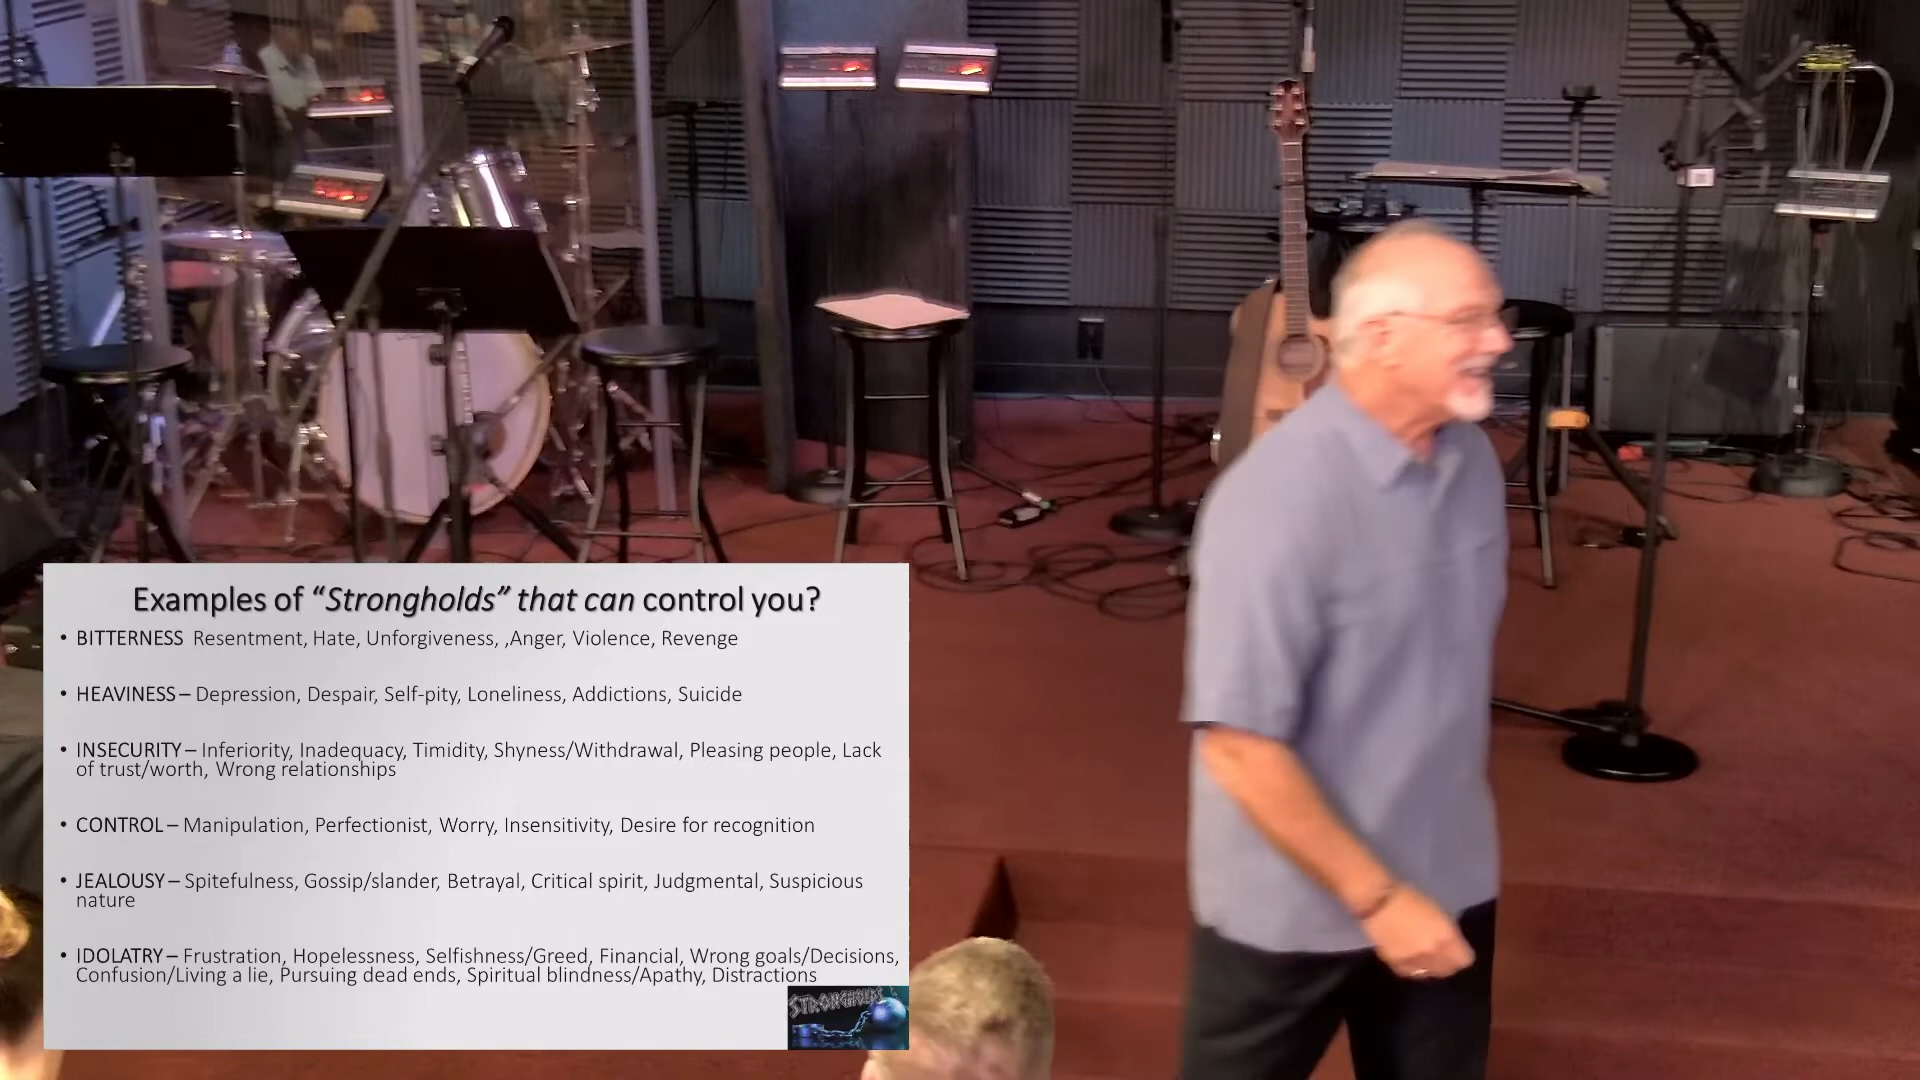 Examples of “Strongholds” that can control you?
• BITTERNESS Resentment, Hate, Unforgiveness, ,Anger, Violence, Revenge
• HEAVINESS – Depression, Despair, Self-pity, Loneliness, Addictions, Suicide
• INSECURITY – Inferiority, Inadequacy, Timidity, Shyness/Withdrawal, Pleasing people, Lack
of trust/worth, Wrong relationships
• CONTROL – Manipulation, Perfectionist, Worry, Insensitivity, Desire for recognition
• JEALOUSY – Spitefulness, Gossip/slander, Betrayal, Critical spirit, Judgmental, Suspicious
nature
• IDOLATRY – Frustration, Hopelessness, Selfishness/Greed, Financial, Wrong goals/Decisions,
Confusion/Living a lie, Pursuing dead ends, Spiritual blindness/Apathy, Distractions
STRONGHOLDS